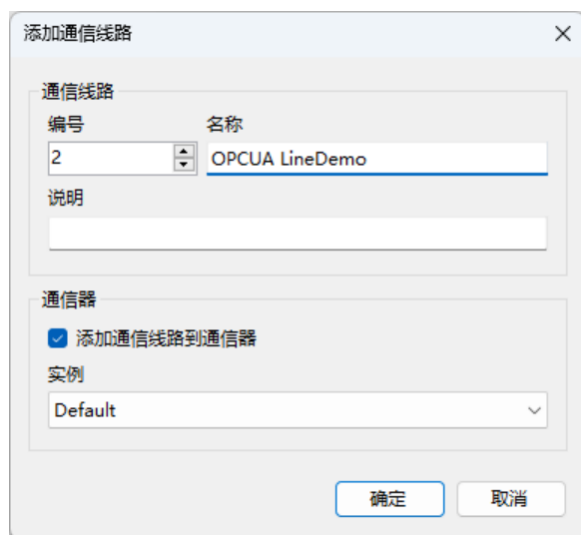 添加通信线路
通信线路
编号 名称
2 OPCUA LineDemo
说明
通信器
添加通信线路到通信器
实例
Default
确定 取消